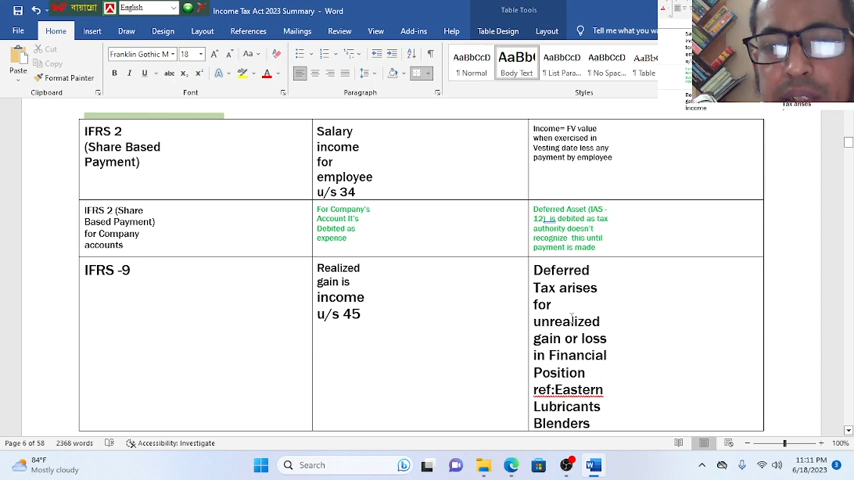 বায়ান্নো
English
Income Tax Act 2023 Summary - Word
Table Tools
File
Home
Insert
Draw
Design
Layout
References
Mailings
Review
View
Add-ins
Help
Table Design
Layout
Tell me what you wa
Paste
Cut
Copy
Format Painter
Clipboard
Franklin Gothic M
18
Font
Paragraph
AaBbCcD
¶ Normal
AaBb(
Body Text
AaBbCcD
¶ List Para...
AaBbCcD
¶ No Spac...
AaBbCcD
¶ Table
Styles
Income
Tax arises
IFRS 2
(Share Based
Payment)
Salary
income
for
employee
u/s 34
Income= FV value
when exercised in
Vesting date less any
payment by employee
IFRS 2 (Share
Based Payment)
for Company
accounts
For Company's
Account It's
Debited as
expense
Deferred Asset (IAS -
12) is debited as tax
authority doesn't
recognize this until
payment is made
IFRS -9
Realized
gain is
income
u/s 45
Deferred
Tax arises
for
unrealized
gain or loss
in Financial
Position
ref:Eastern
Lubricants
Blenders
Page 6 of 58
2368 words
Accessibility: Investigate
100%
84°F
Mostly cloudy
Search
11:11 PM
6/18/2023